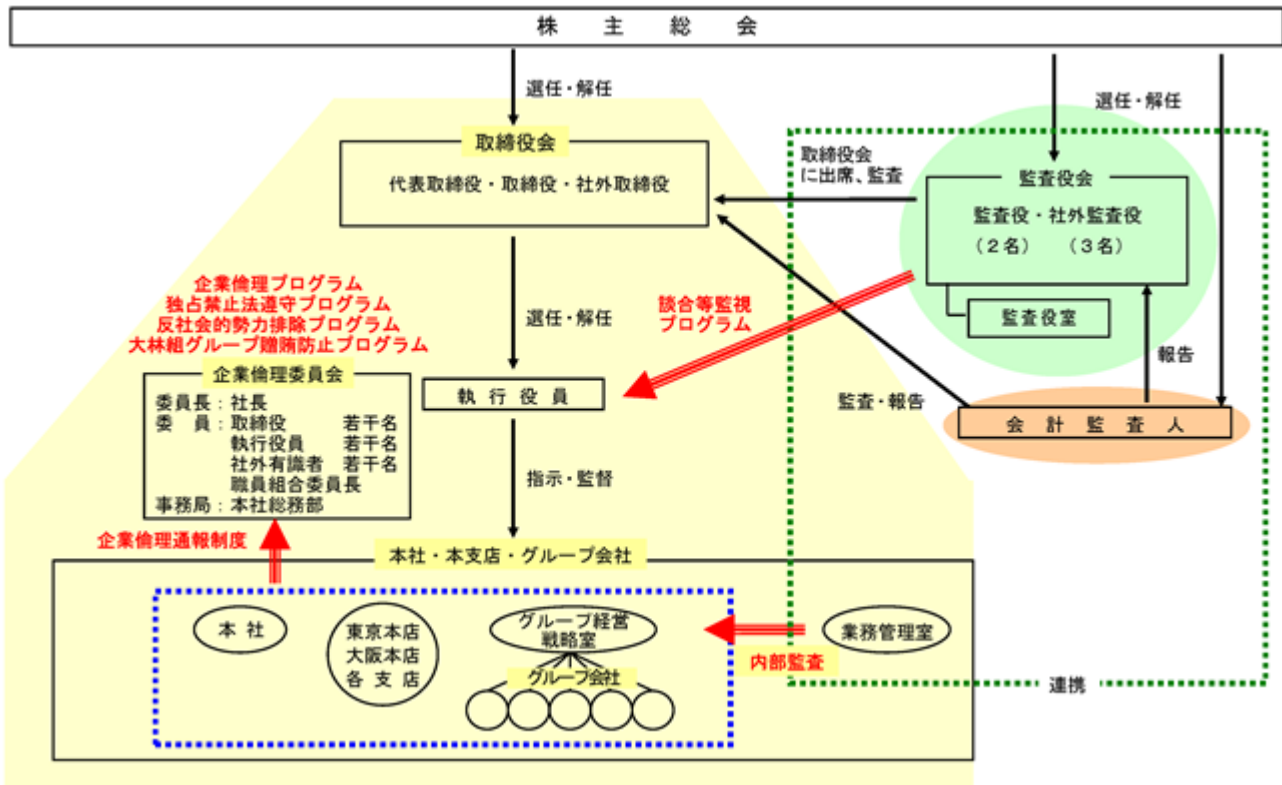 株 主 総 会
選任・解任
選任・解任
取締役会
代表取締役・取締役・社外取締役
取締役会
に出席、監査
監査役会
監査役・社外監査役
（２名） （３名）
監査役室
企業倫理プログラム
独占禁止法遵守プログラム
反社会的勢力排除プログラム
大林組グループ贈賄防止プログラム
選任・解任
談合等監視
プログラム
報告
企業倫理委員会
委員長：社長
委 員：取締役 若干名
執行役員 若干名
社外有識者 若干名
職員組合委員長
事務局：本社総務部
執 行 役 員
監査・報告
会 計 監 査 人
指示・監督
企業倫理通報制度
本社・本支店・グループ会社
本 社
東京本店
大阪本店
各 支 店
グループ経営
戦略室
グループ会社
内部監査
業務管理室
連携